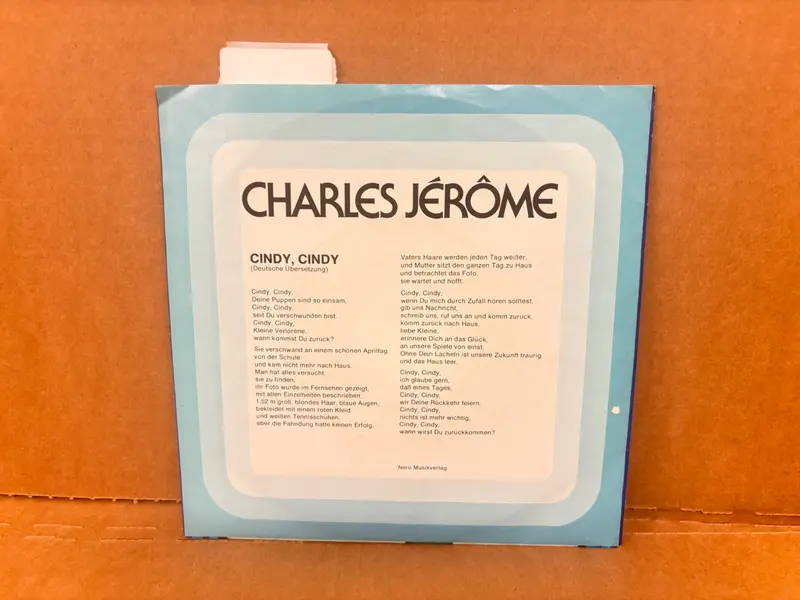 CHARLES JÉRÔME
CINDY, CINDY
(Deutsche Übersetzung)
Cindy, Cindy,
Deine Puppen sind so einsam,
Cindy, Cindy,
seit Du verschwunden bist.
Cindy, Cindy,
Kleine Verlorene,
wann kommst Du zurück?
Sie verschwand an einem schönen Apriltag
von der Schule
und kam nicht mehr nach Haus.
Man hat alles versucht,
sie zu finden,
ihr Foto wurde im Fernsehen gezeigt,
mit allen Einzelheiten beschrieben:
1,52 m groß, blondes Haar, blaue Augen,
bekleidet mit einem roten Kleid
und weißen Tennisschuhen,
aber die Fahndung hatte keinen Erfolg.
Vaters Haare werden jeden Tag weißer,
und Mutter sitzt den ganzen Tag zu Haus
und betrachtet das Foto,
sie wartet und hofft.
Cindy, Cindy,
wenn Du mich durch Zufall hören solltest,
gib uns Nachricht,
schreib uns, ruf uns an und komm zurück,
komm zurück nach Haus,
liebe Kleine,
erinnere Dich an das Glück,
an unsere Spiele von einst.
Ohne Dein Lächeln ist unsere Zukunft traurig
und das Haus leer.
Cindy, Cindy,
ich glaube gern,
daß eines Tages,
Cindy, Cindy,
wir Deine Rückkehr feiern.
Cindy, Cindy,
nichts ist mehr wichtig,
Cindy, Cindy,
wann wirst Du zurückkommen?
Nero Musikverlag